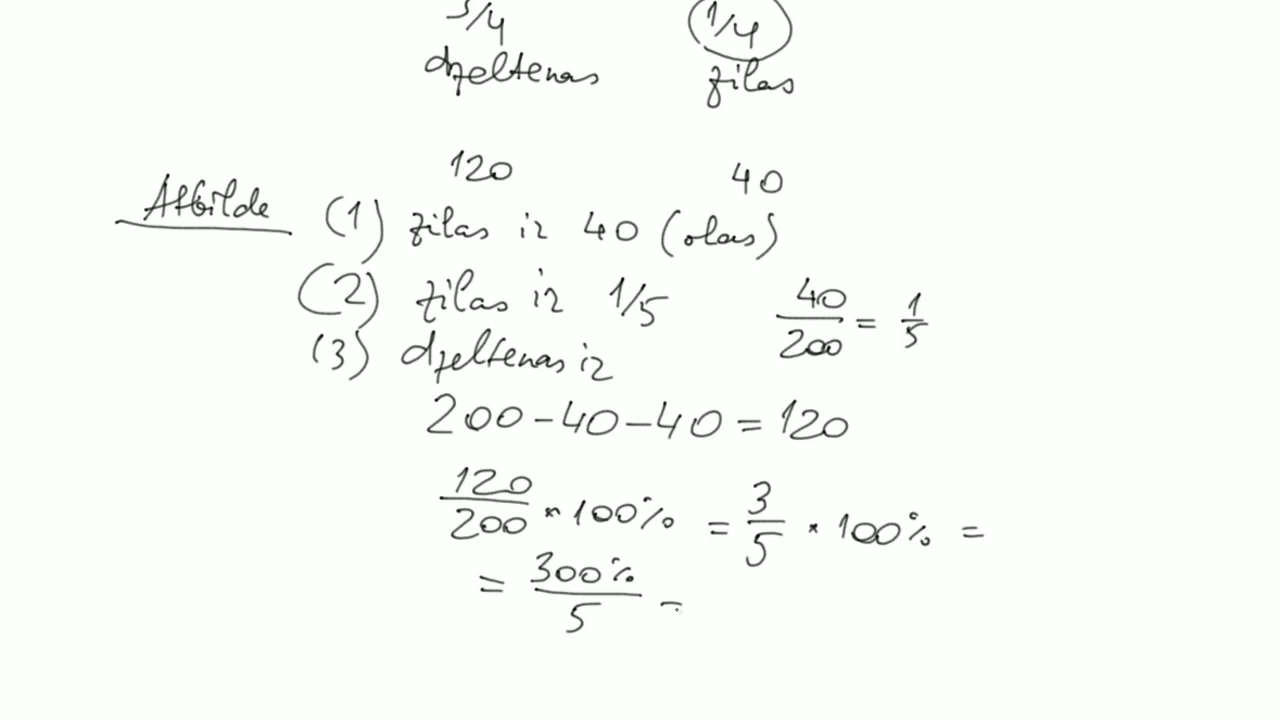 3/4 1/4
dzeltenas zilas
120 40
Atbilde (1) zilas ir 40 (olas)
(2) zilas ir 1/5 40/200 = 1/5
(3) dzeltenas ir
200 - 40 - 40 = 120
120/200 * 100% = 3/5 * 100% =
= 300%/5 =